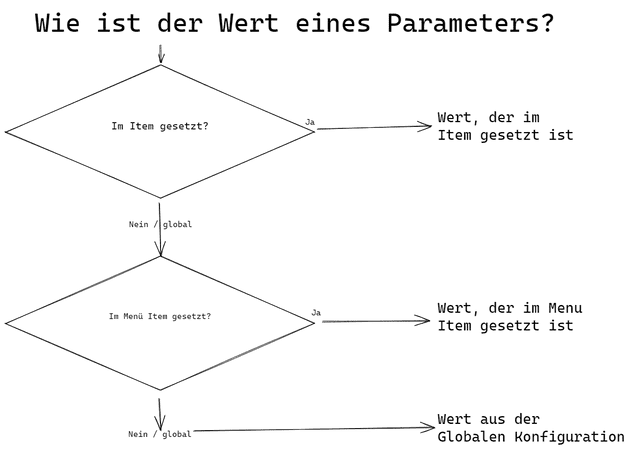 Wie ist der Wert eines Parameters?
Im Item gesetzt?
Ja
Wert, der im
Item gesetzt ist
Nein / global
Im Menü Item gesetzt?
Ja
Wert, der im Menu
Item gesetzt ist
Nein / global
Wert aus der
Globalen Konfiguration